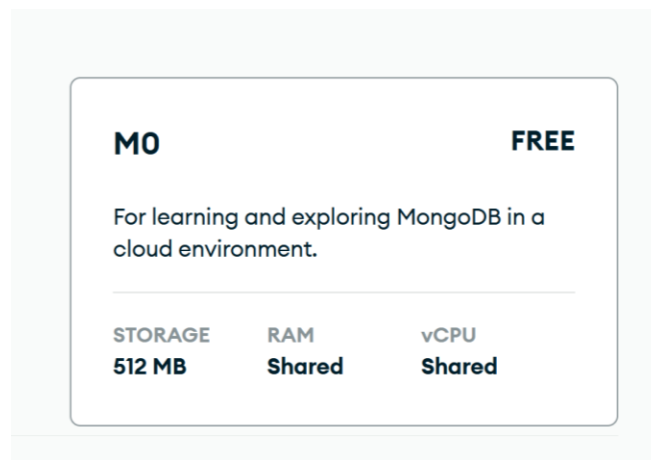 M0 FREE
For learning and exploring MongoDB in a
cloud environment.
STORAGE RAM vCPU
512 MB Shared Shared